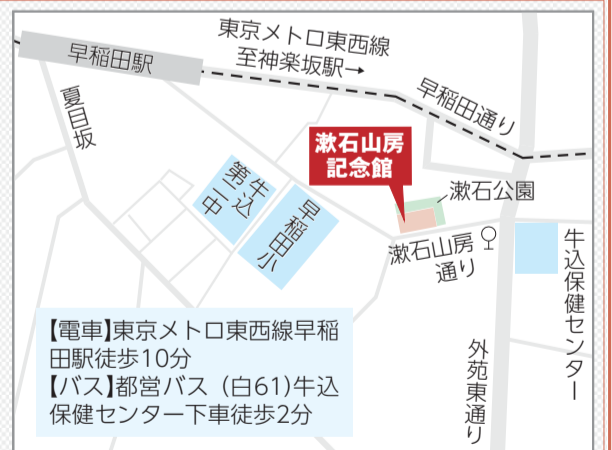 東京メトロ東西線
至神楽坂駅→
早稲田駅
早稲田通り
夏目坂
漱石山房
記念館
漱石公園
牛込
第二中
早稲田小
漱石山房
通り
牛込保健センター
外苑東通り
【電車】東京メトロ東西線早稲
田駅徒歩10分
【バス】都営バス（白61)牛込
保健センター下車徒歩2分